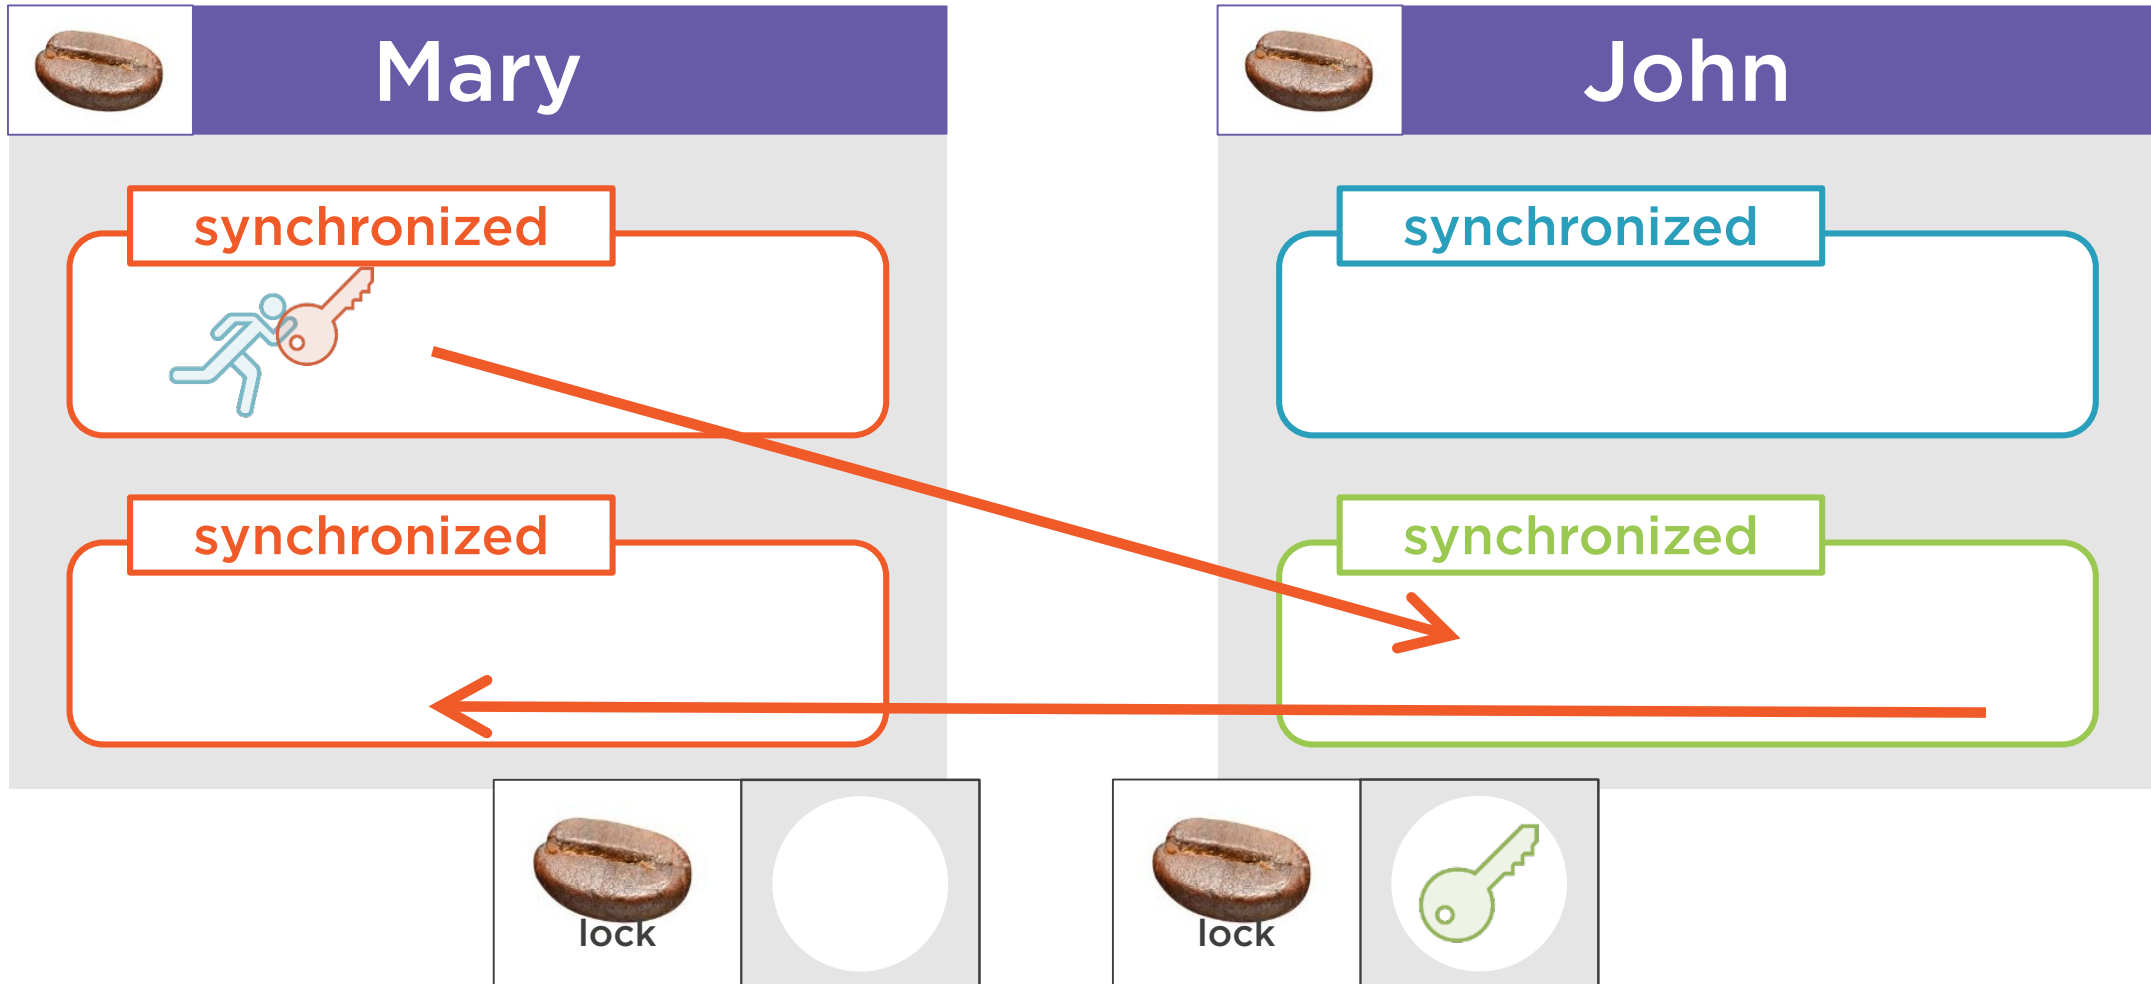 Mary
John
synchronized
synchronized
synchronized
synchronized
lock
lock